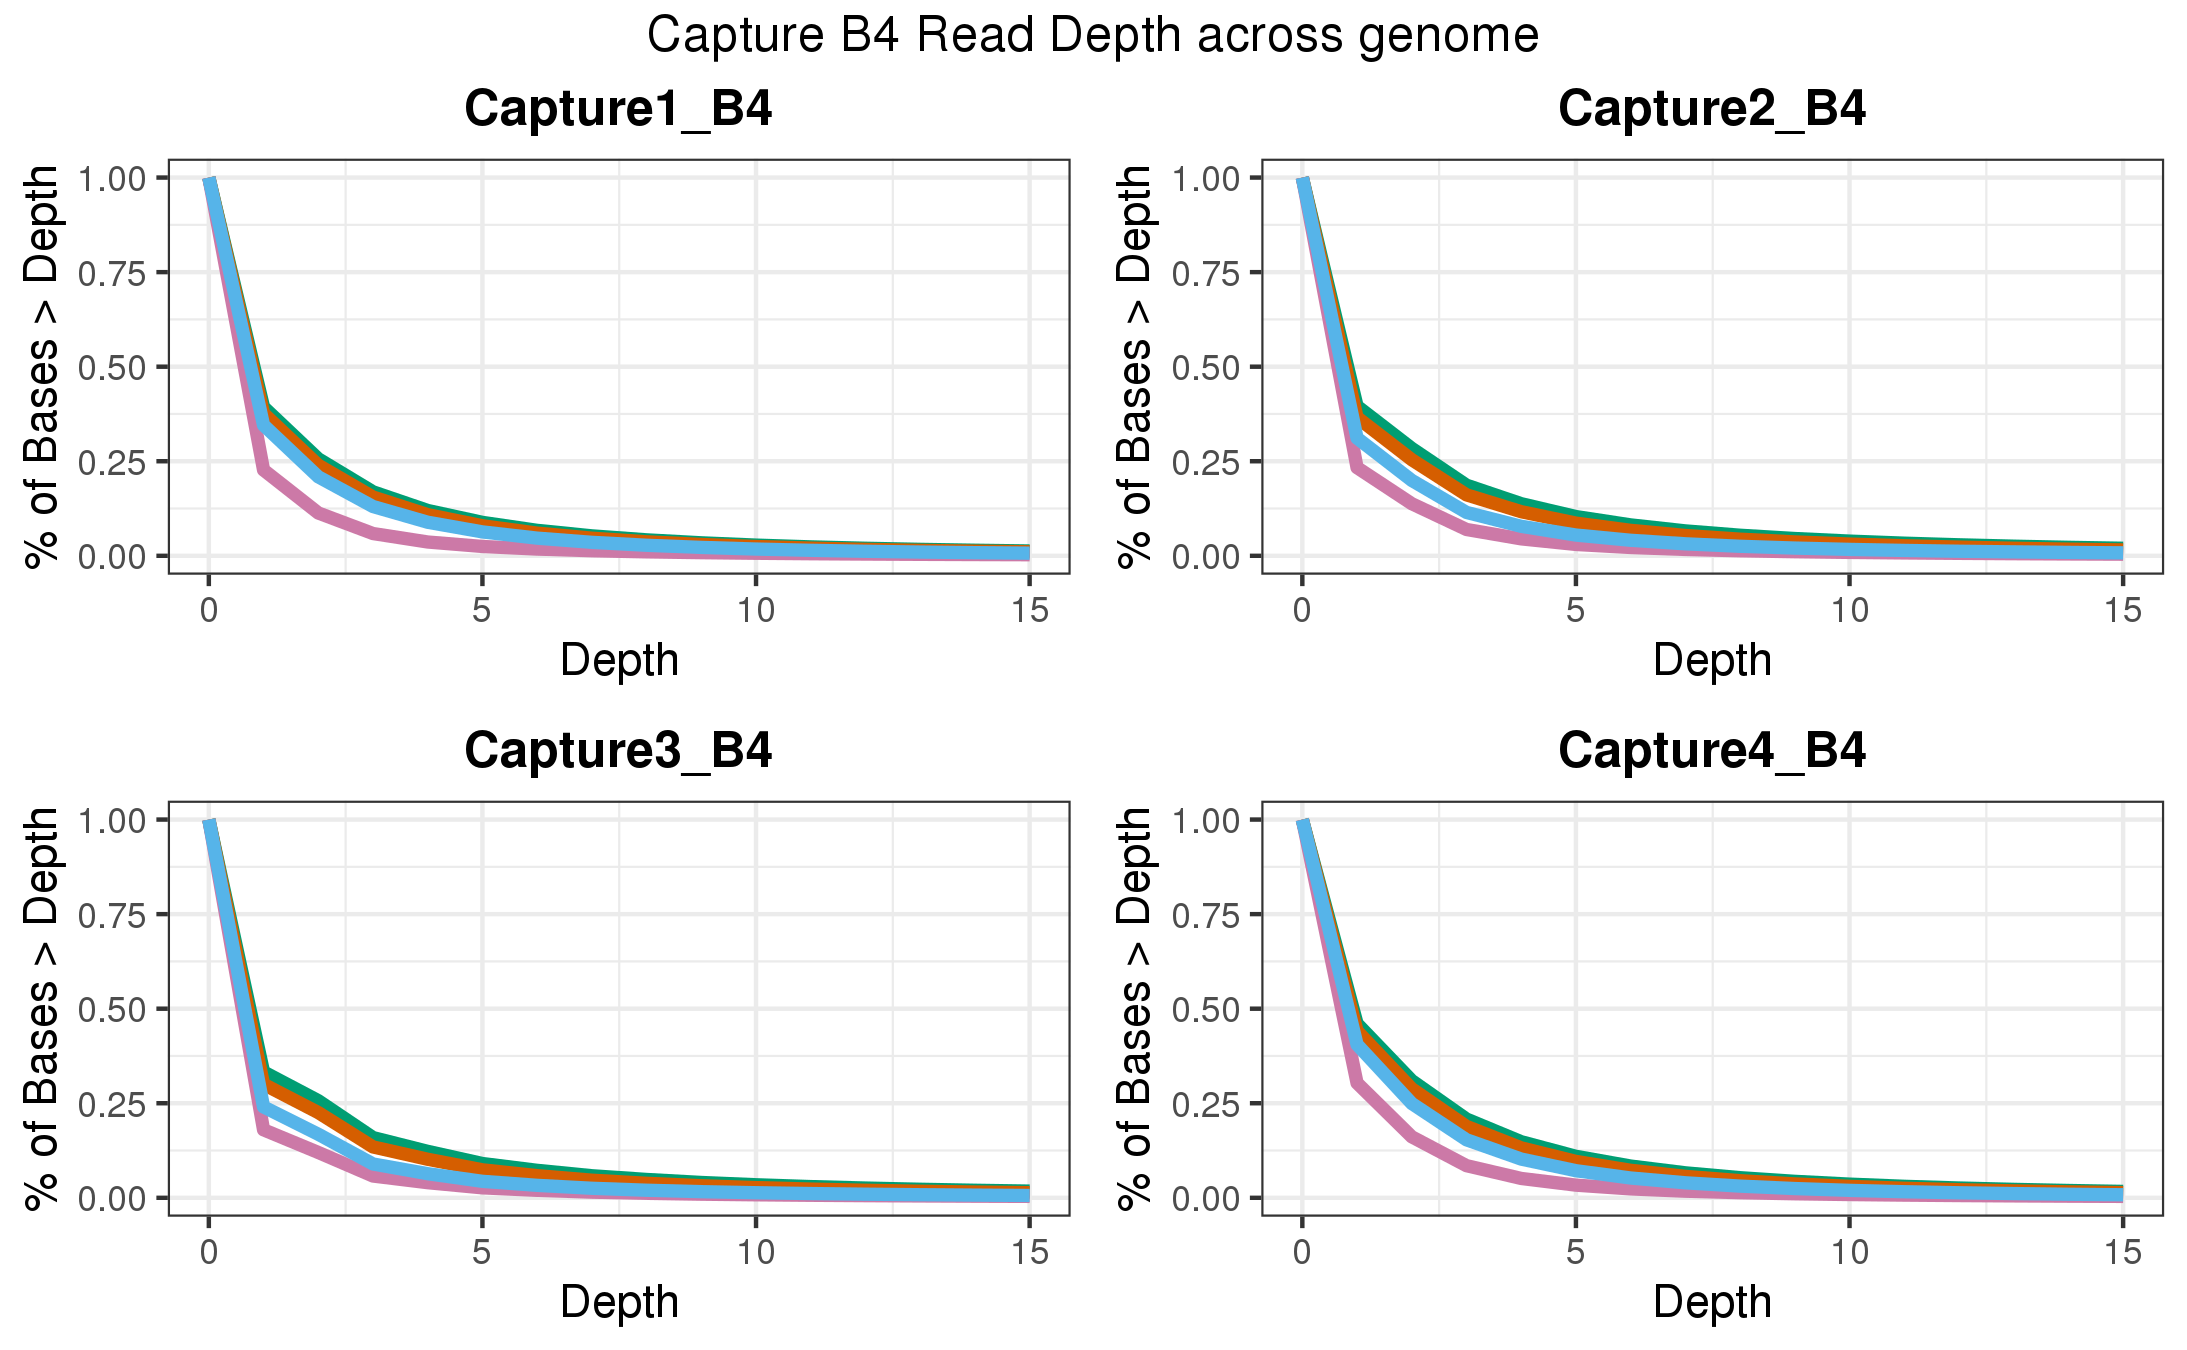 Capture B4 Read Depth across genome
Capture1_B4
% of Bases > Depth
1.00
0.75
0.50
0.25
0.00
0 5 10 15
Depth
Capture2_B4
% of Bases > Depth
1.00
0.75
0.50
0.25
0.00
0 5 10 15
Depth
Capture3_B4
% of Bases > Depth
1.00
0.75
0.50
0.25
0.00
0 5 10 15
Depth
Capture4_B4
% of Bases > Depth
1.00
0.75
0.50
0.25
0.00
0 5 10 15
Depth